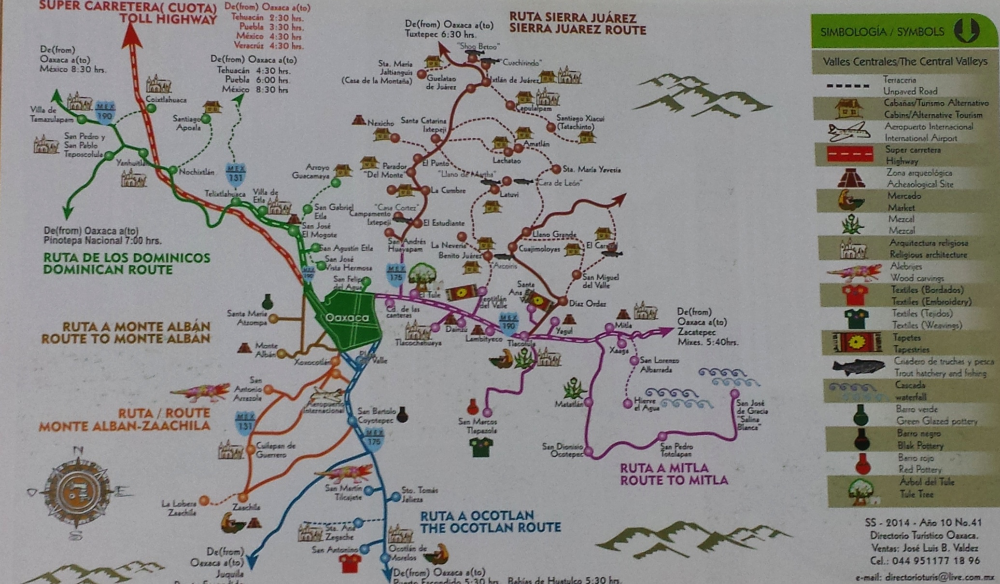 SUPER CARRETERA( CUOTA)
TOLL HIGHWAY
De(from) Oaxaca a(to)
Tehuacán 2:30 hrs.
Puebla 3:30 hrs.
México 4:30 hrs
Veracrúz 4:30 hrs.
De(from)
Oaxaca a(to)
México 8:30 hrs.
De(from) Oaxaca a(to)
Tehuacán 4:30 hrs.
Puebla 6:00 hrs.
México 8:30 hrs
De(from) Oaxaca a(to)
Tuxtepec 6:30 hrs.
RUTA SIERRA JUÁREZ
SIERRA JUAREZ ROUTE
"Shoo Betoo"
"Cuachirindo"
Sta. María
Jaltianguis
(Casa de la Montaña)
Guelatao
de Juárez
Ixtlán de Juárez
Capulalpam
Santiago Xiacui
(Tatachinto)
Nexicho
Santa Catarina
Ixtepeji
Amatlán
Lachatao
El Punto
Parador
"Del Monte"
"Llano de Martha"
"Cara de León"
Sta. María Yavesía
La Cumbre
Latuvi
"Casa Cortez"
Campamento
Ixtepeji
El Estudiante
San Andrés
Huayapam
La Nevería
Benito Juárez
Arcoiris
Llano Grande
Cuajimoloyas
El Carrizal
San Miguel
del Valle
Díaz Ordaz
Coixtlahuaca
MEX
190
Villa de
Tamazulapam
Santiago
Apoala
San Pedro y
San Pablo
Teposcolula
Yanhuitlán
Nochixtlán
MEX
131
Telixtlahuaca
Villa de
Etla
Arroyo
Guacamaya
San Gabriel
Etla
San José
El Mogote
San Agustín Etla
San José
Vista Hermosa
MEX
190
San Felipe
del Agua
De(from) Oaxaca a(to)
Pinotepa Nacional 7:00 hrs.
RUTA DE LOS DOMINICOS
DOMINICAN ROUTE
MEX
175
El Tule
Teotitlán
del Valle
Santa
Ana
Oaxaca
Cd. de las
canteras
Tlacochahuaya
Dainzu
Lambityeco
MEX
190
Tlacolula
Yagul
Mitla
Xaaga
De(from)
Oaxaca a(to)
Zacatepec
Mixes. 5:40hrs.
San Lorenzo
Albarrada
Hierve
el Agua
Matatlán
San José
de Gracia
"Salina
Blanca"
San Marcos
Tlapazola
San Dionisio
Ocotepec
San Pedro
Totolapan
RUTA A MITLA
ROUTE TO MITLA
Santa María
Atzompa
RUTA A MONTE ALBÁN
ROUTE TO MONTE ALBÁN
Monte
Albán
Xoxocotlán
Valle
San
Antonio
Arrazola
Aeropuerto
Internacional
RUTA / ROUTE
MONTE ALBAN-ZAACHILA
MEX
131
San Bartolo
Coyotepec
MEX
175
Cuilapan de
Guerrero
N
E
S
O
La Lobera
Zaachila
Zaachila
San Martín
Tilcajete
Sto. Tomás
Jalieza
RUTA A OCOTLAN
THE OCOTLAN ROUTE
Sta. Ana
Zegache
San Antonino
Ocotlán de
Morelos
De(from)
Oaxaca a(to)
Juquila
De(from) Oaxaca a(to)
Puerto Escondido 5:30 hrs. Bahías de Huatulco 5:30 hrs.
SIMBOLOGÍA / SYMBOLS
Valles Centrales/The Central Valleys
Terraceria
Unpaved Road
Cabañas/Turismo Alternativo
Cabins/Alternative Tourism
Aeropuerto Internacional
International Airport
Super carretera
Highway
Zona arqueológica
Acheaological Site
Mercado
Market
Mezcal
Mezcal
Arquitectura religiosa
Religious architecture
Alebrijes
Wood carvings
Textiles (Bordados)
Textiles (Embroidery)
Textiles (Tejidos)
Textiles (Weavings)
Tapetes
Tapestries
Criadero de truchas y pesca
Trout hatchery and fishing
Cascada
waterfall
Barro verde
Green Glazed pottery
Barro negro
Blak Pottery
Barro rojo
Red Pottery
Árbol del Tule
Tule Tree
SS - 2014 - Año 10 No.41
Directorio Turístico Oaxaca.
Ventas: José Luis B. Valdez
Cel.: 044 951177 18 96
e-mail: directorioturis@live.com.mx